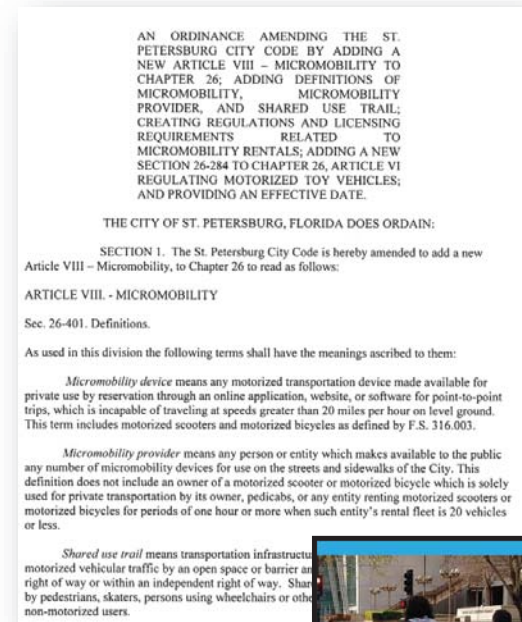 AN ORDINANCE AMENDING THE ST.
PETERSBURG CITY CODE BY ADDING A
NEW ARTICLE VIII – MICROMOBILITY TO
CHAPTER 26; ADDING DEFINITIONS OF
MICROMOBILITY, MICROMOBILITY
PROVIDER, AND SHARED USE TRAIL;
CREATING REGULATIONS AND LICENSING
REQUIREMENTS RELATED TO
MICROMOBILITY RENTALS; ADDING A NEW
SECTION 26-284 TO CHAPTER 26, ARTICLE VI
REGULATING MOTORIZED TOY VEHICLES;
AND PROVIDING AN EFFECTIVE DATE.
THE CITY OF ST. PETERSBURG, FLORIDA DOES ORDAIN:
SECTION 1. The St. Petersburg City Code is hereby amended to add a new
Article VIII – Micromobility, to Chapter 26 to read as follows:
ARTICLE VIII. - MICROMOBILITY
Sec. 26-401. Definitions.
As used in this division the following terms shall have the meanings ascribed to them:
Micromobility device means any motorized transportation device made available for
private use by reservation through an online application, website, or software for point-to-point
trips, which is incapable of traveling at speeds greater than 20 miles per hour on level ground.
This term includes motorized scooters and motorized bicycles as defined by F.S. 316.003.
Micromobility provider means any person or entity which makes available to the public
any number of micromobility devices for use on the streets and sidewalks of the City. This
definition does not include an owner of a motorized scooter or motorized bicycle which is solely
used for private transportation by its owner, pedicabs, or any entity renting motorized scooters or
motorized bicycles for periods of one hour or more when such entity's rental fleet is 20 vehicles
or less.
Shared use trail means transportation
motorized vehicular traffic by an open space or barrier
right of way or within an independent right of way.
by pedestrians, skaters, persons using wheelchairs or
non-motorized users.